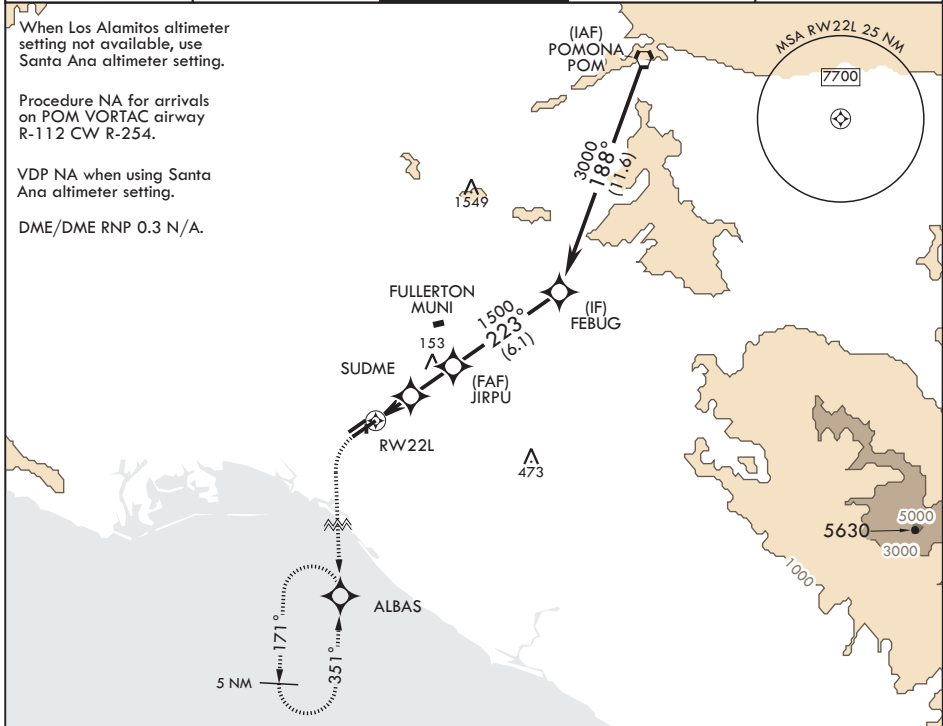 When Los Alamitos altimeter
setting not available, use
Santa Ana altimeter setting.
Procedure NA for arrivals
on POM VORTAC airway
R-112 CW R-254.
VDP NA when using Santa
Ana altimeter setting.
DME/DME RNP 0.3 N/A.
(IAF)
POMONA
POM
MSA RW22L 25 NM
7700
3000
188°
(11.6)
1549
FULLERTON
MUNI
153
1500
223°
(6.1)
(IF)
FEBUG
SUDME
(FAF)
JIRPU
RW22L
473
5630
5000
3000
1000
ALBAS
171°
351°
5 NM